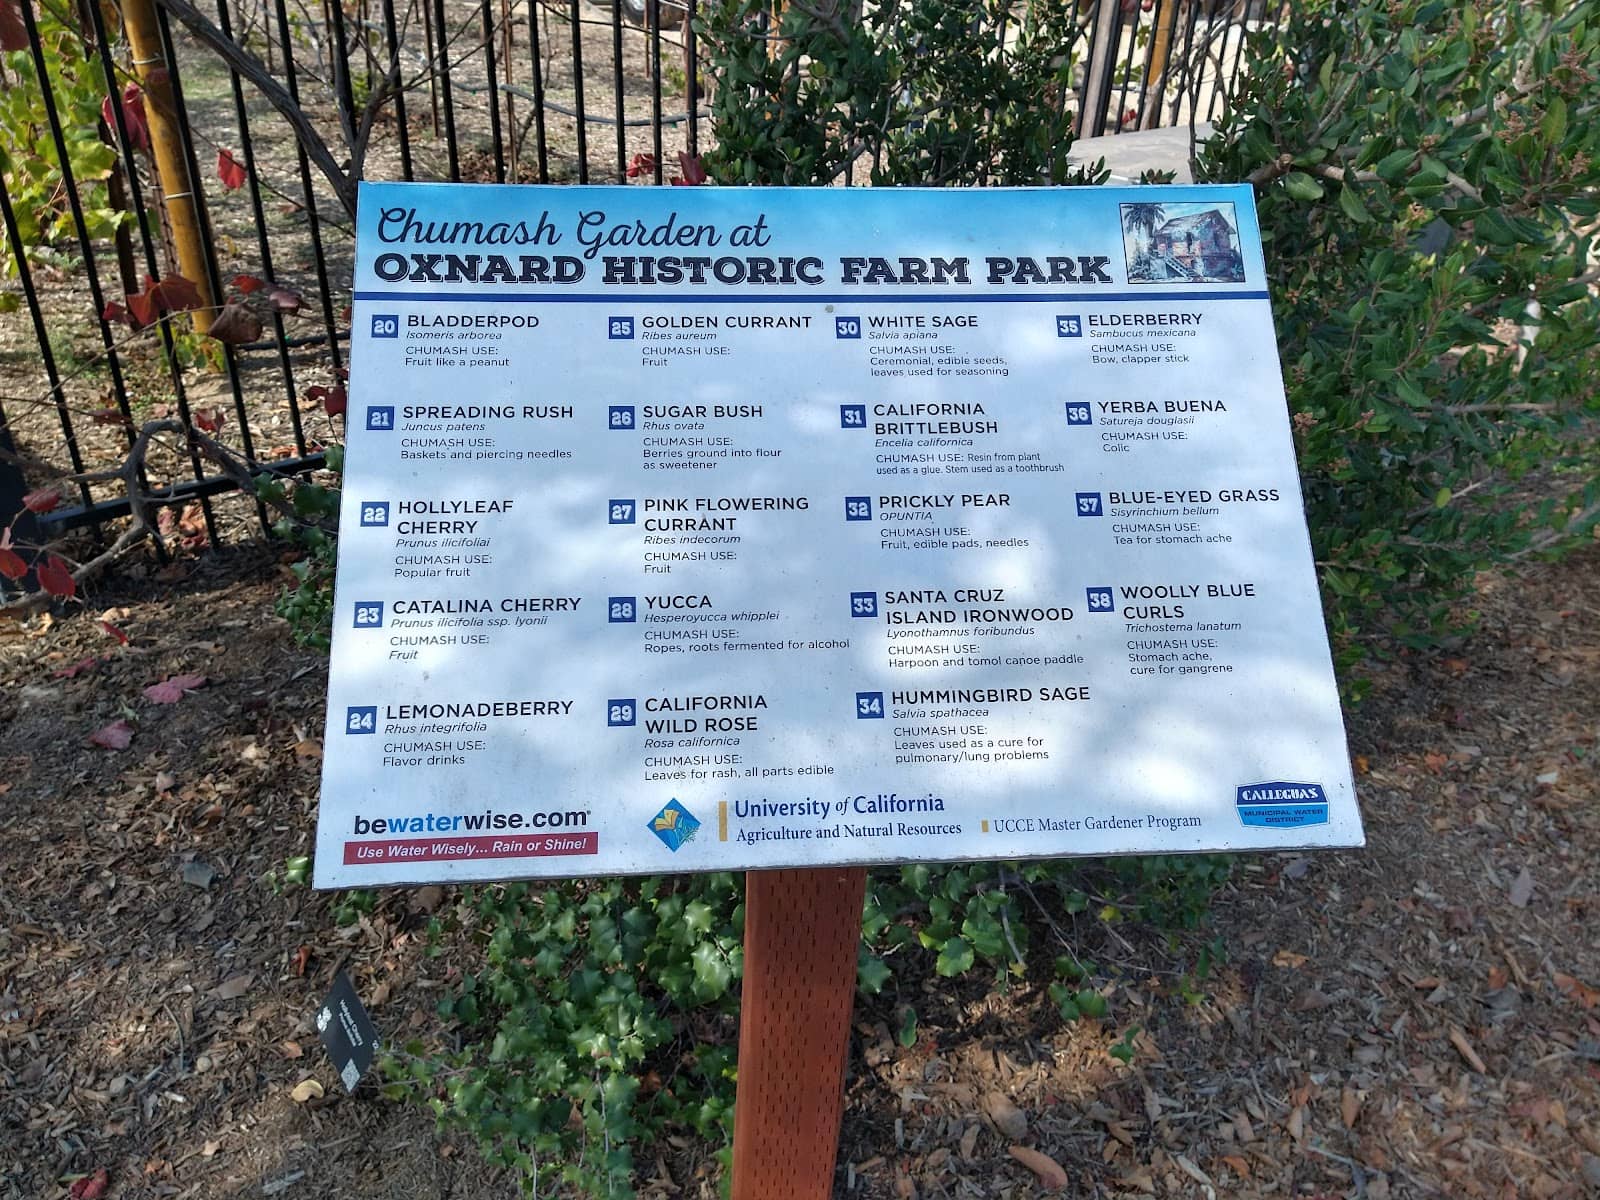 Chumash Garden at
OXNARD HISTORIC FARM PARK
20 BLADDERPOD
Isomeris arborea
CHUMASH USE:
Fruit like a peanut
21 SPREADING RUSH
Juncus patens
CHUMASH USE:
Baskets and piercing needles
22 HOLLYLEAF
CHERRY
Prunus ilicifoliai
CHUMASH USE:
Popular fruit
23 CATALINA CHERRY
Prunus ilicifolia ssp. lyonii
CHUMASH USE:
Fruit
24 LEMONADEBERRY
Rhus integrifolia
CHUMASH USE:
Flavor drinks
25 GOLDEN CURRANT
Ribes aureum
CHUMASH USE:
Fruit
26 SUGAR BUSH
Rhus ovata
CHUMASH USE:
Berries ground into flour
as sweetener
27 PINK FLOWERING
CURRANT
Ribes indecorum
CHUMASH USE:
Fruit
28 YUCCA
Hesperoyucca whipplei
CHUMASH USE:
Ropes, roots fermented for alcohol
29 CALIFORNIA
WILD ROSE
Rosa californica
CHUMASH USE:
Leaves for rash, all parts edible
30 WHITE SAGE
Salvia apiana
CHUMASH USE:
Ceremonial, edible seeds,
leaves used for seasoning
31 CALIFORNIA
BRITTLEBUSH
Encelia californica
CHUMASH USE: Resin from plant
used as a glue. Stem used as a toothbrush
32 PRICKLY PEAR
OPUNTIA
CHUMASH USE:
Fruit, edible pads, needles
33 SANTA CRUZ
ISLAND IRONWOOD
Lyonothamnus foribundus
CHUMASH USE:
Harpoon and tomol canoe paddle
34 HUMMINGBIRD SAGE
Salvia spathacea
CHUMASH USE:
Leaves used as a cure for
pulmonary/lung problems
35 ELDERBERRY
Sambucus mexicana
CHUMASH USE:
Bow, clapper stick
36 YERBA BUENA
Satureja douglasii
CHUMASH USE:
Colic
37 BLUE-EYED GRASS
Sisyrinchium bellum
CHUMASH USE:
Tea for stomach ache
38 WOOLLY BLUE
CURLS
Trichostema lanatum
CHUMASH USE:
Stomach ache,
cure for gangrene
bewaterwise.com®
Use Water Wisely... Rain or Shine!
University of California
Agriculture and Natural Resources
UCCE Master Gardener Program
CALLEGUAS
MUNICIPAL WATER
DISTRICT
Hollyleaf Cherry
22